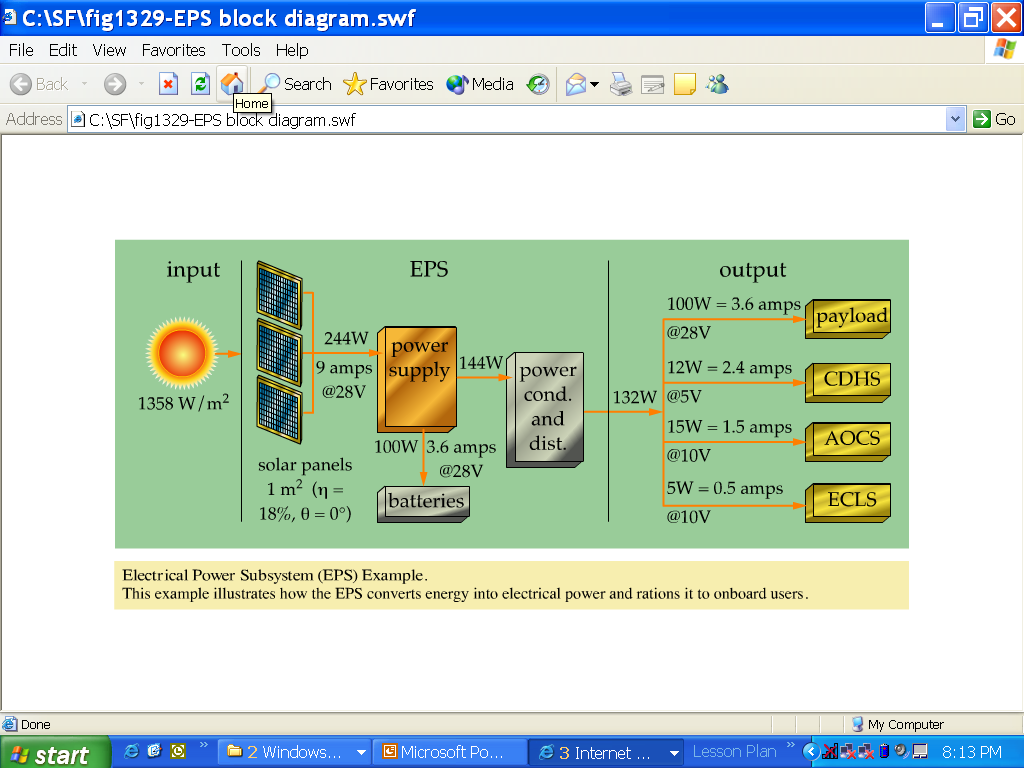 C:\SF\fig1329-EPS block diagram.swf
File Edit View Favorites Tools Help
Back Search Favorites Media
Home
Address C:\SF\fig1329-EPS block diagram.swf Go
input EPS output
1358 W/m²
solar panels
1 m² (η =
18%, θ = 0°)
244W
9 amps
@28V
power
supply
100W 3.6 amps
@28V
batteries
144W
power
cond.
and
dist.
132W
100W = 3.6 amps
@28V
payload
12W = 2.4 amps
@5V
CDHS
15W = 1.5 amps
@10V
AOCS
5W = 0.5 amps
@10V
ECLS
Electrical Power Subsystem (EPS) Example.
This example illustrates how the EPS converts energy into electrical power and rations it to onboard users.
Done My Computer
start 2 Windows... Microsoft Po... 3 Internet ... Lesson Plan 8:13 PM